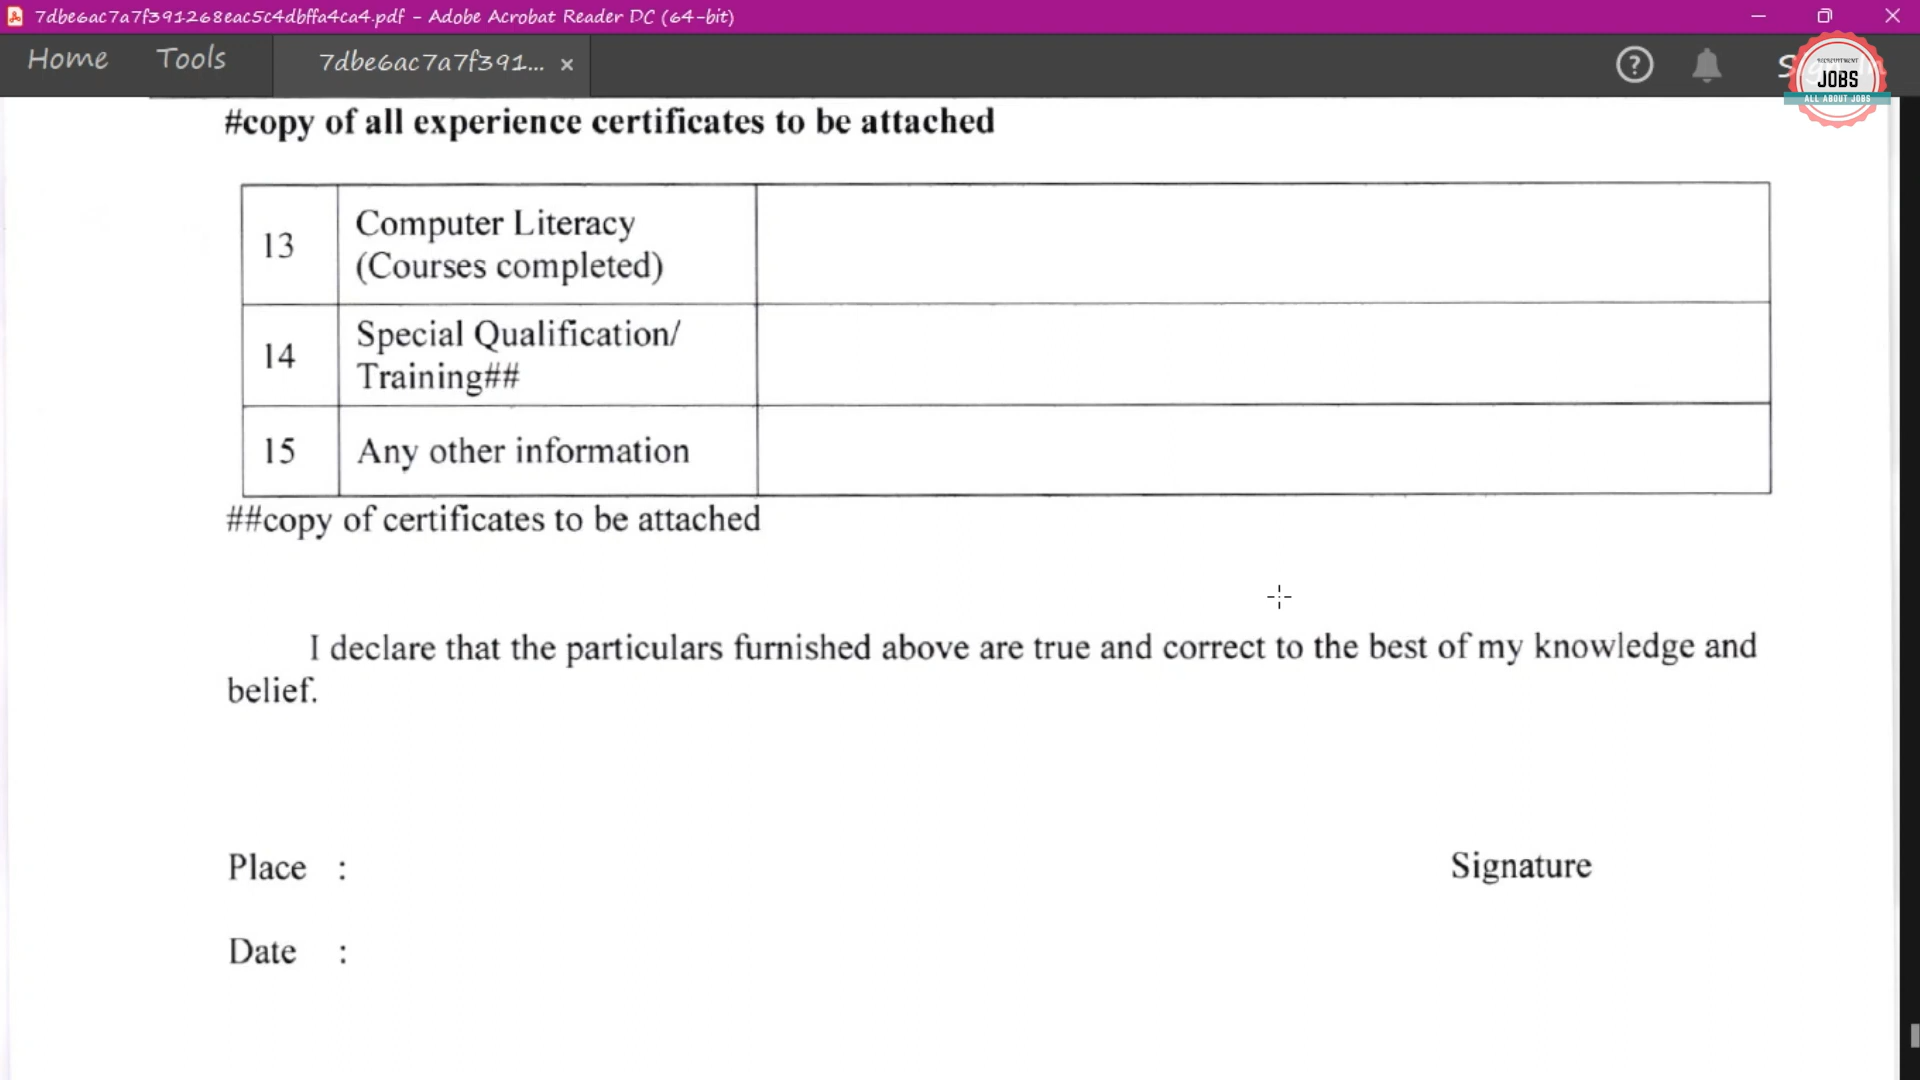 7dbe6ac7a7f391268eac5c4dbffa4ca4.pdf - Adobe Acrobat Reader DC (64-bit)
Home Tools 7dbe6ac7a7f391...
RECRUITMENT
JOBS
ALL ABOUT JOBS
#copy of all experience certificates to be attached
13 Computer Literacy
(Courses completed)
14 Special Qualification/
Training##
15 Any other information
##copy of certificates to be attached
I declare that the particulars furnished above are true and correct to the best of my knowledge and
belief.
Place :
Signature
Date :